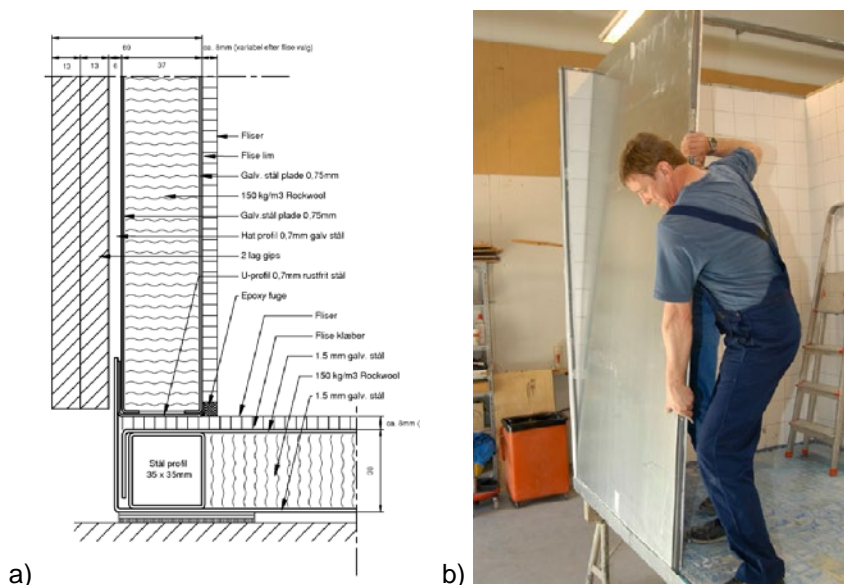 69
ca. 8mm (variabel efter flise valg)
13 13 6 37
Fliser
Flise lim
Galv. stål plade 0,75mm
150 kg/m3 Rockwool
Galv.stål plade 0,75mm
Hat profil 0,7mm galv stål
2 lag gips
U-profil 0,7mm rustfrit stål
Epoxy fuge
Fliser
Flise klæber
1.5 mm galv. stål
150 kg/m3 Rockwool
1.5 mm galv. stål
ca. 8mm (
Stål profil
35 x 35mm
a)
b)